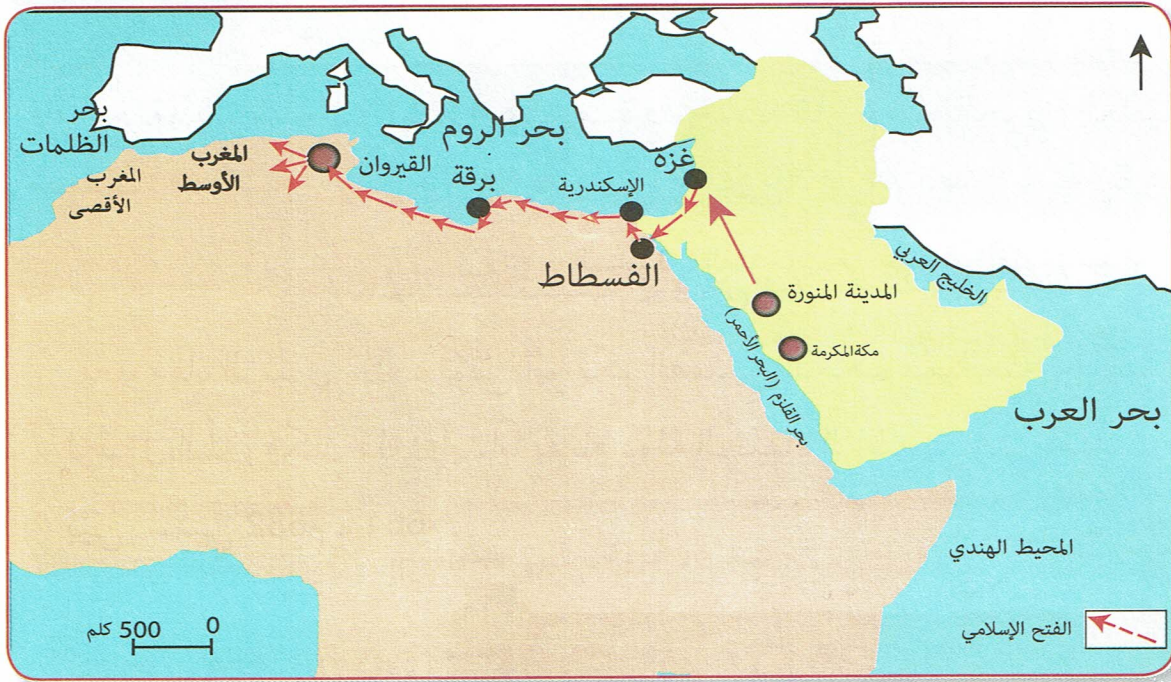 بحر
الظلمات
المغرب
الأقصى
المغرب
الأوسط
القيروان
بحر الروم
برقة
الإسكندرية
غزة
الفسطاط
المدينة المنورة
مكة المكرمة
بحر القلزم (البحر الأحمر)
الخليج العربي
بحر العرب
المحيط الهندي
الفتح الإسلامي
0 500 كلم